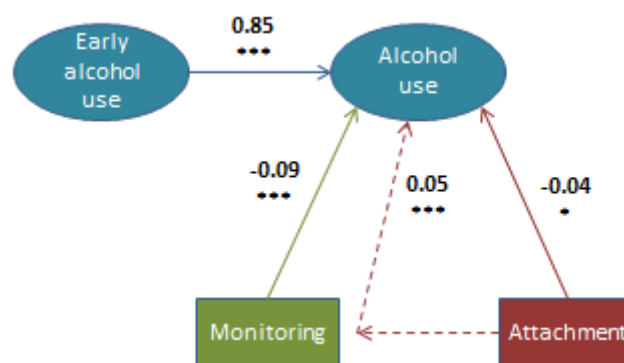 Early
alcohol
use
0.85
***
Alcohol
use
-0.09
***
0.05
***
-0.04
*
Monitoring
Attachment